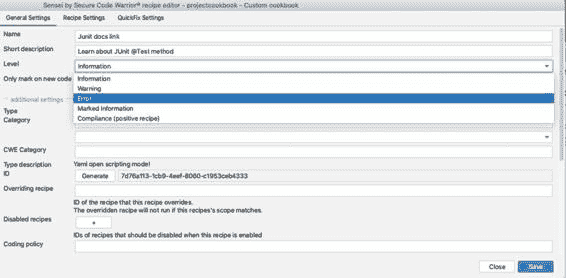 Sensei by Secure Code Warrior® recipe editor - projectcookbook - Custom cookbook
General Settings Recipe Settings QuickFix Settings
Name Junit docs link
Short description Learn about JUnit @Test method
Level Information
Only mark on new code Information
Warning
Error
Marked Information
Compliance (positive recipe)
additional settings
Type
Category
CWE Category
Type description Yaml open scripting model
ID Generate 7d76a113-1cb9-4eef-8060-c1953ceb4333
Overriding recipe
ID of the recipe that this recipe overrides.
The overridden recipe will not run if this recipes's scope matches.
Disabled recipes +
IDs of recipes that should be disabled when this recipe is enabled
Coding policy
Close Save